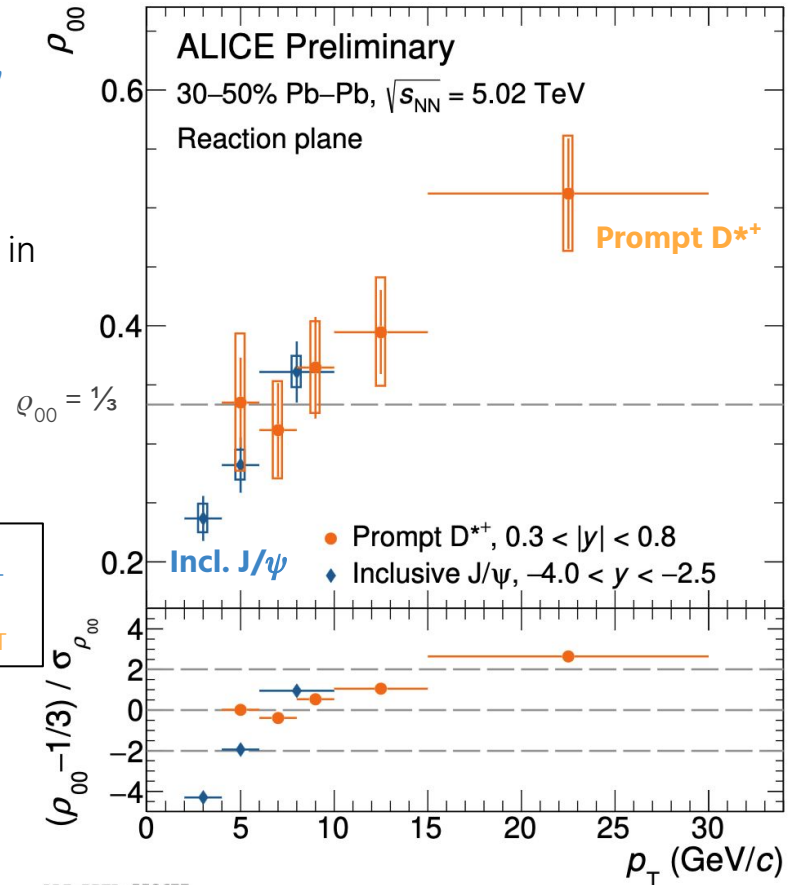 ρ₀₀
ALICE Preliminary
0.6
30–50% Pb–Pb, √sNN = 5.02 TeV
Reaction plane
in
Prompt D*⁺
0.4
ϱ₀₀ = ⅓
Prompt D*⁺, 0.3 < |y| < 0.8
0.2
Incl. J/ψ
Inclusive J/ψ, –4.0 < y < –2.5
(ρ₀₀ –1/3) / σρ₀₀
4
2
0
−2
−4
0 5 10 15 20 25 30
pT (GeV/c)